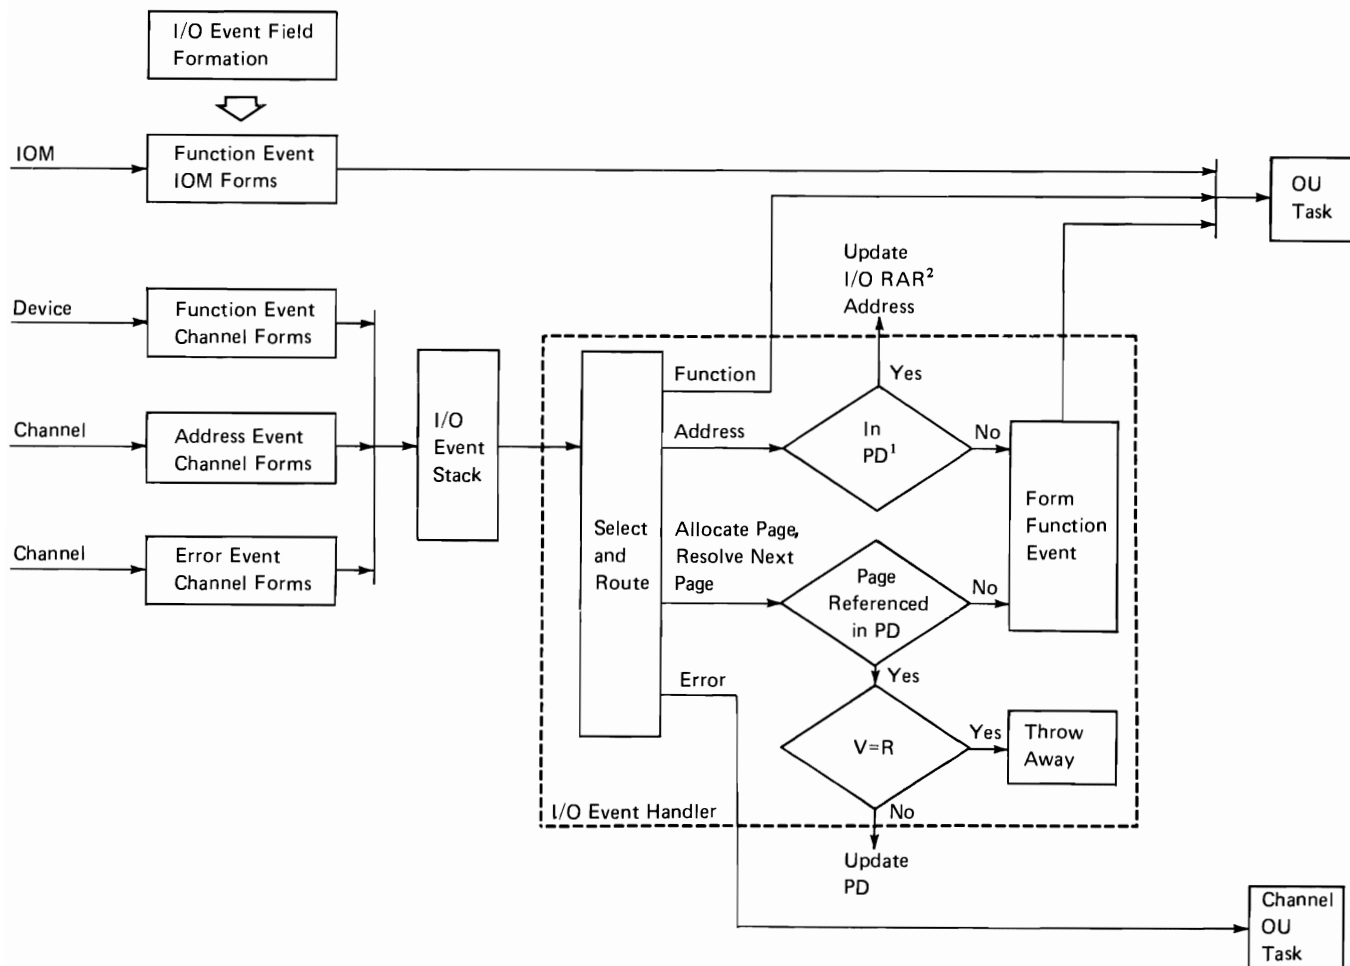 I/O Event Field
Formation
IOM
Function Event
IOM Forms
OU
Task
Update
I/O RAR²
Address
Device
Function Event
Channel Forms
Yes
Function
I/O
Event
Stack
Channel
Address Event
Channel Forms
Address
In
PD¹
No
Form
Function
Event
Select
and
Route
Allocate Page,
Resolve Next
Page
Channel
Error Event
Channel Forms
Page
Referenced
in PD
No
Error
Yes
V=R
Yes
Throw
Away
I/O Event Handler
No
Update
PD
Channel
OU
Task